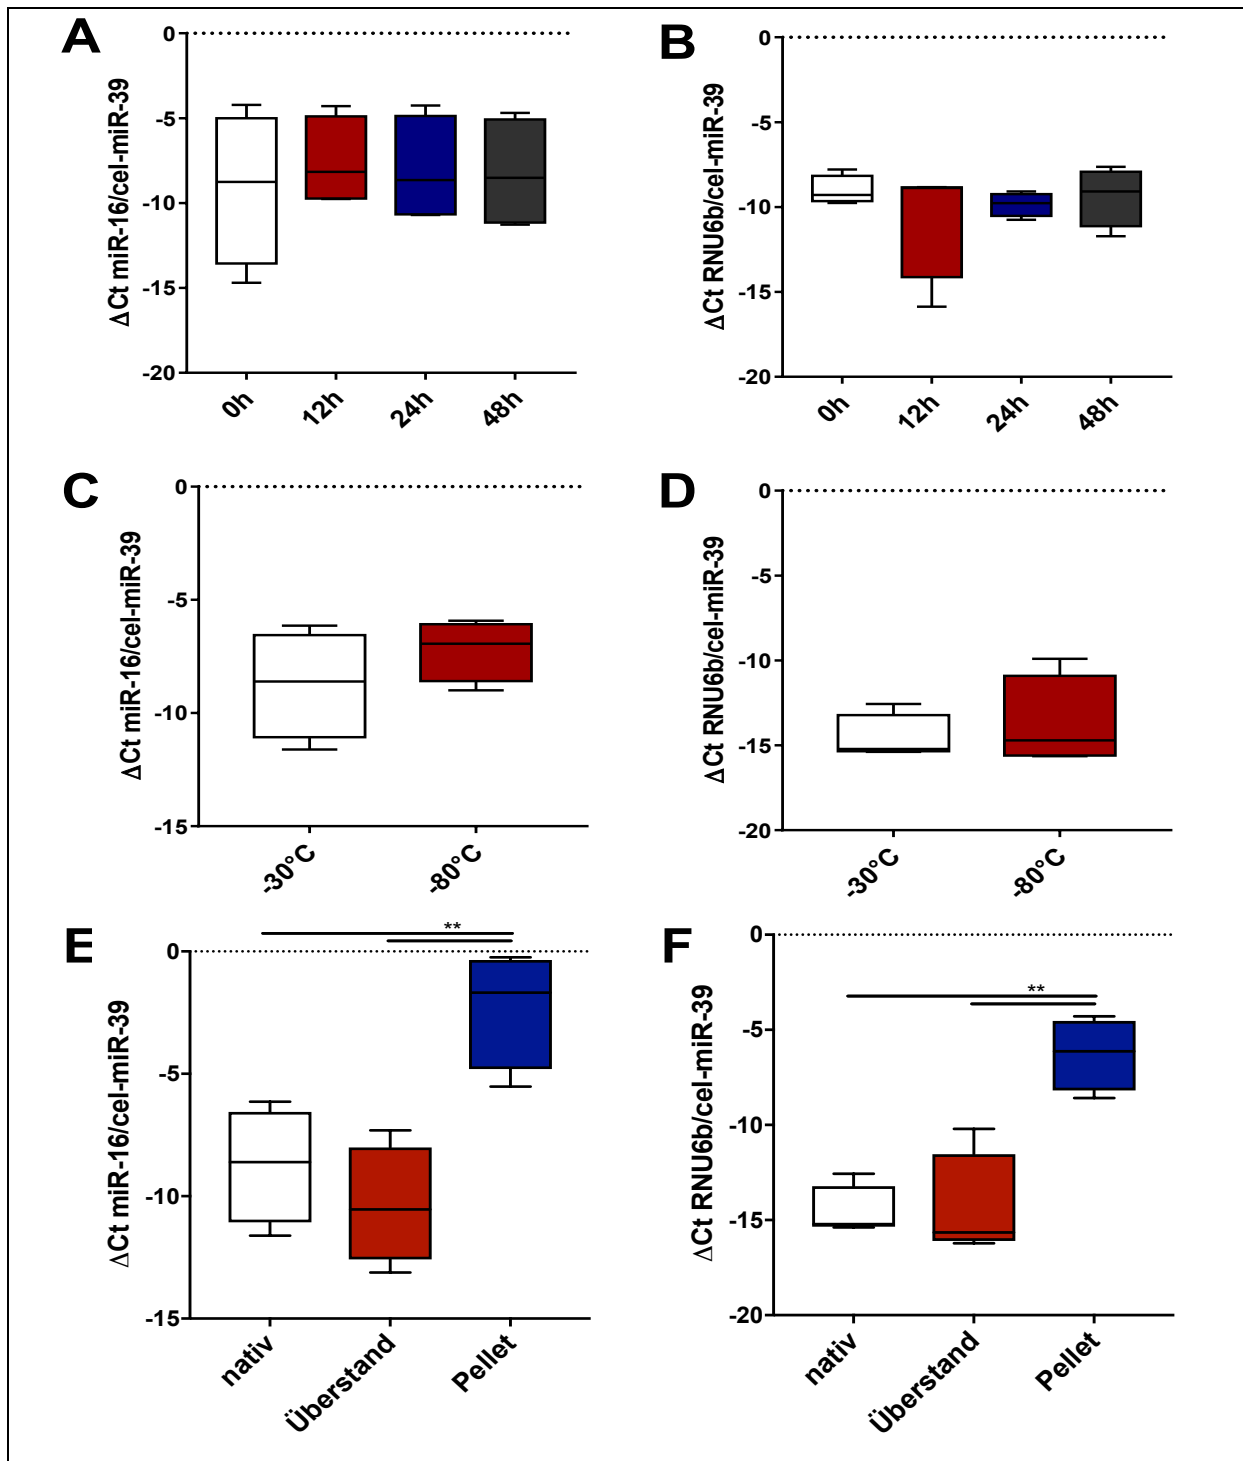 A
ΔCt miR-16/cel-miR-39
0
-5
-10
-15
-20
0h
12h
24h
48h
B
ΔCt RNU6b/cel-miR-39
0
-5
-10
-15
-20
0h
12h
24h
48h
C
ΔCt miR-16/cel-miR-39
0
-5
-10
-15
-30°C
-80°C
D
ΔCt RNU6b/cel-miR-39
0
-5
-10
-15
-20
-30°C
-80°C
E
ΔCt miR-16/cel-miR-39
**
0
-5
-10
-15
nativ
Überstand
Pellet
F
ΔCt RNU6b/cel-miR-39
**
0
-5
-10
-15
-20
nativ
Überstand
Pellet